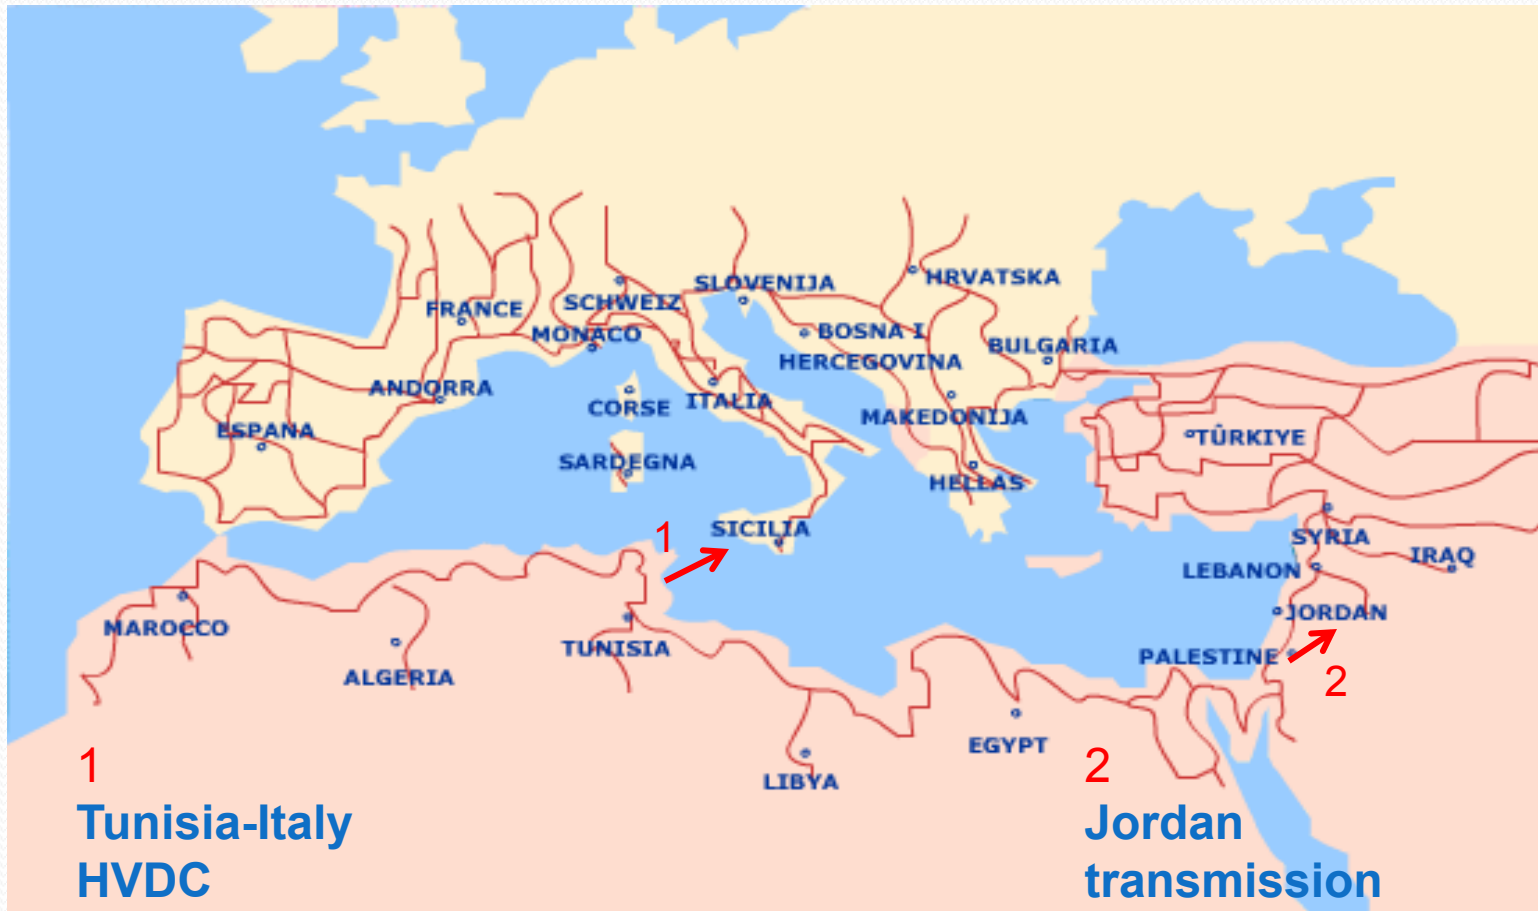 SLOVENIJA
HRVATSKA
FRANCE
SCHWEIZ
MONACO
BOSNA I
HERCEGOVINA
BULGARIA
ANDORRA
CORSE
ITALIA
MAKEDONIJA
ESPANA
TÛRKIYE
SARDEGNA
HELLAS
1
SICILIA
SYRIA
IRAQ
LEBANON
JORDAN
MAROCCO
TUNISIA
PALESTINE
2
ALGERIA
EGYPT
LIBYA
1
Tunisia-Italy
HVDC
2
Jordan
transmission